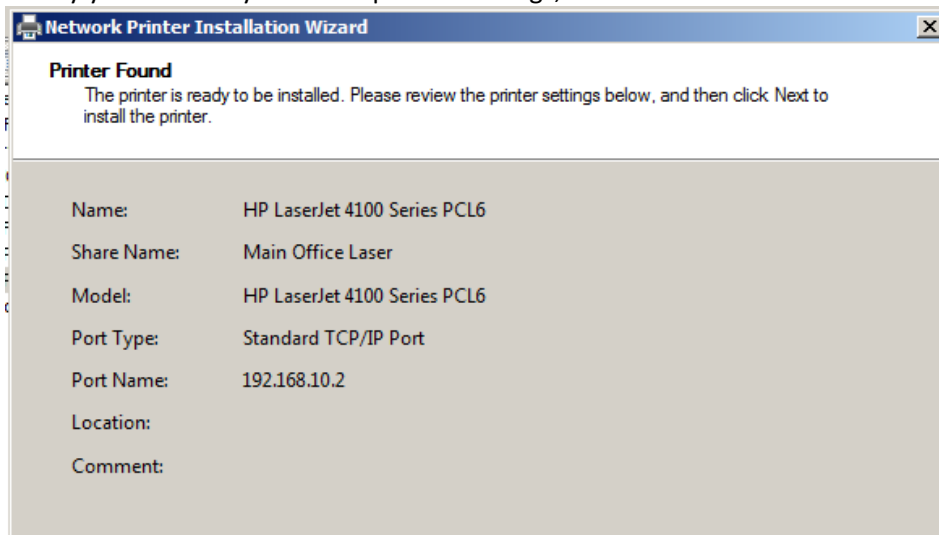 Network Printer Installation Wizard
Printer Found
The printer is ready to be installed. Please review the printer settings below, and then click Next to
install the printer.
Name: HP LaserJet 4100 Series PCL6
Share Name: Main Office Laser
Model: HP LaserJet 4100 Series PCL6
Port Type: Standard TCP/IP Port
Port Name: 192.168.10.2
Location:
Comment: